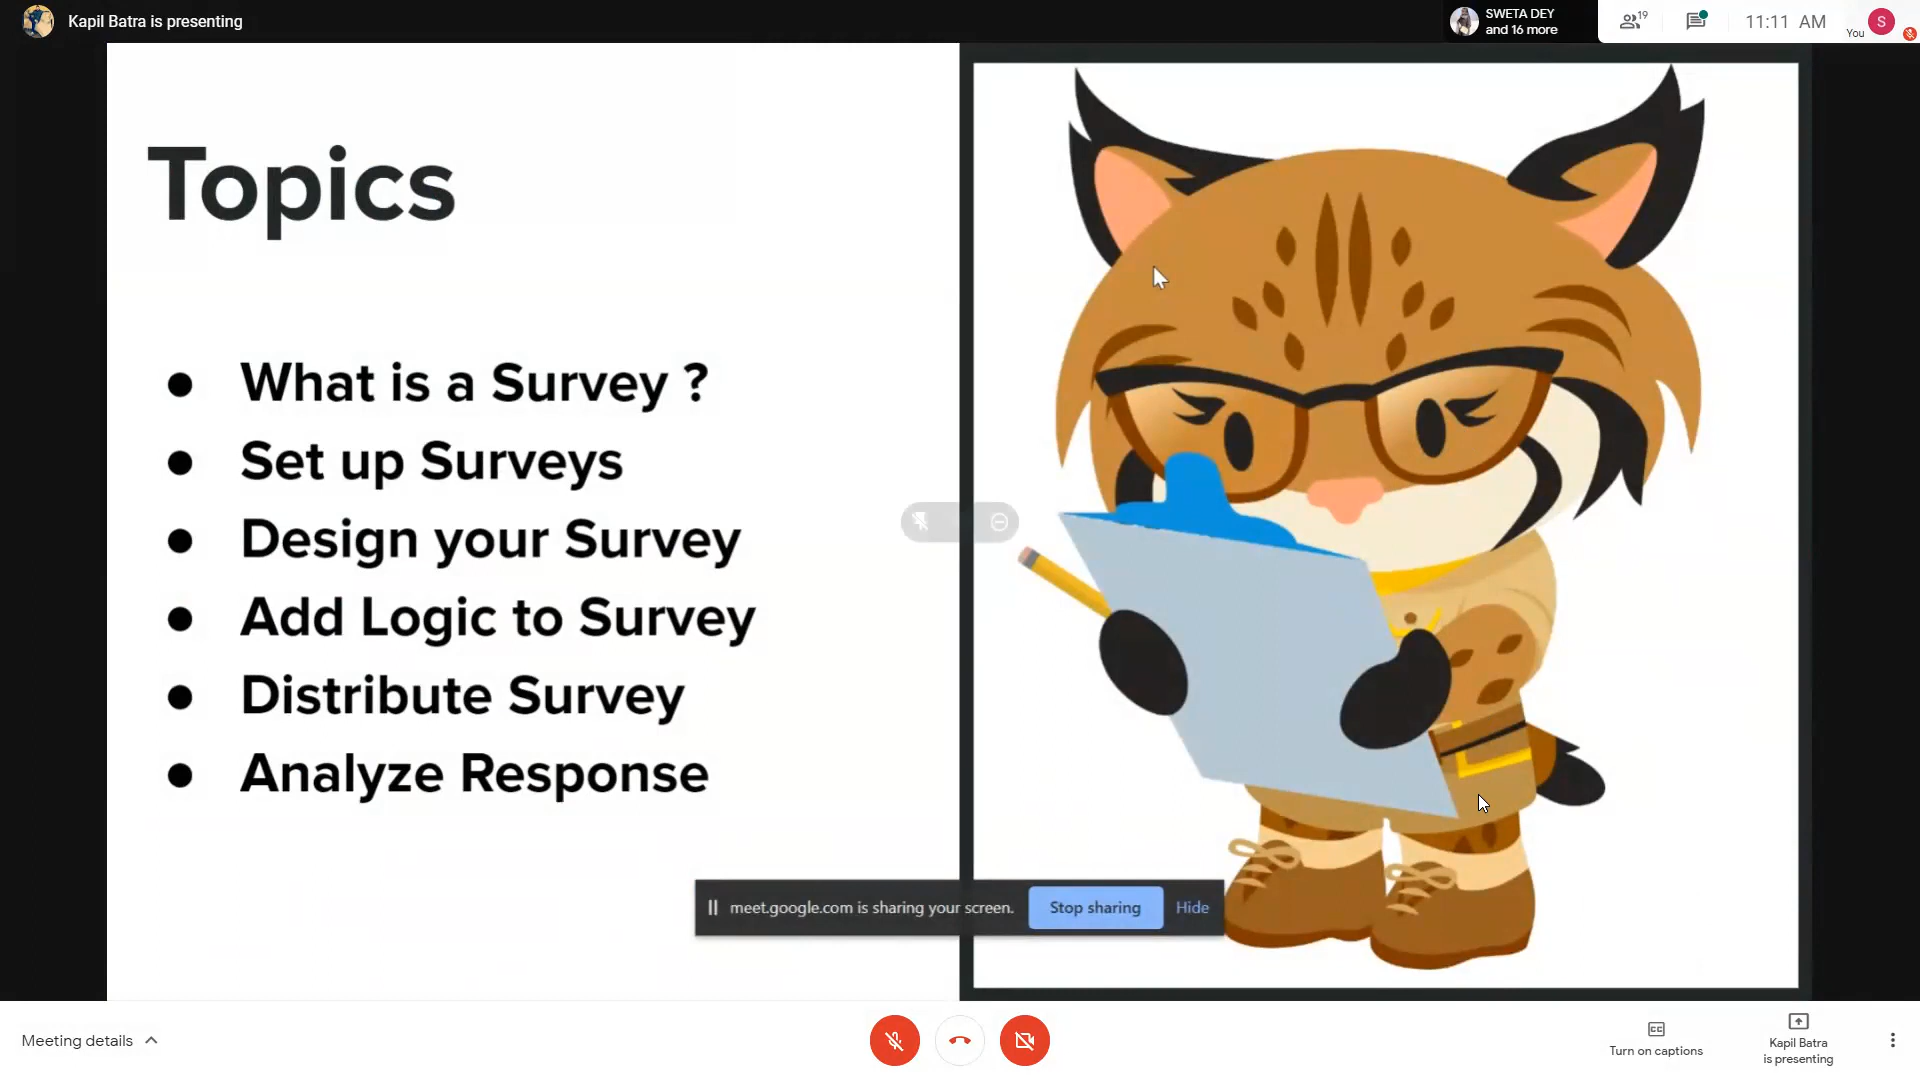 Kapil Batra is presenting
SWETA DEY
and 16 more
19
11:11 AM
You
S
Topics
● What is a Survey ?
● Set up Surveys
● Design your Survey
● Add Logic to Survey
● Distribute Survey
● Analyze Response
meet.google.com is sharing your screen.
Stop sharing
Hide
Meeting details
CC
Turn on captions
Kapil Batra
is presenting